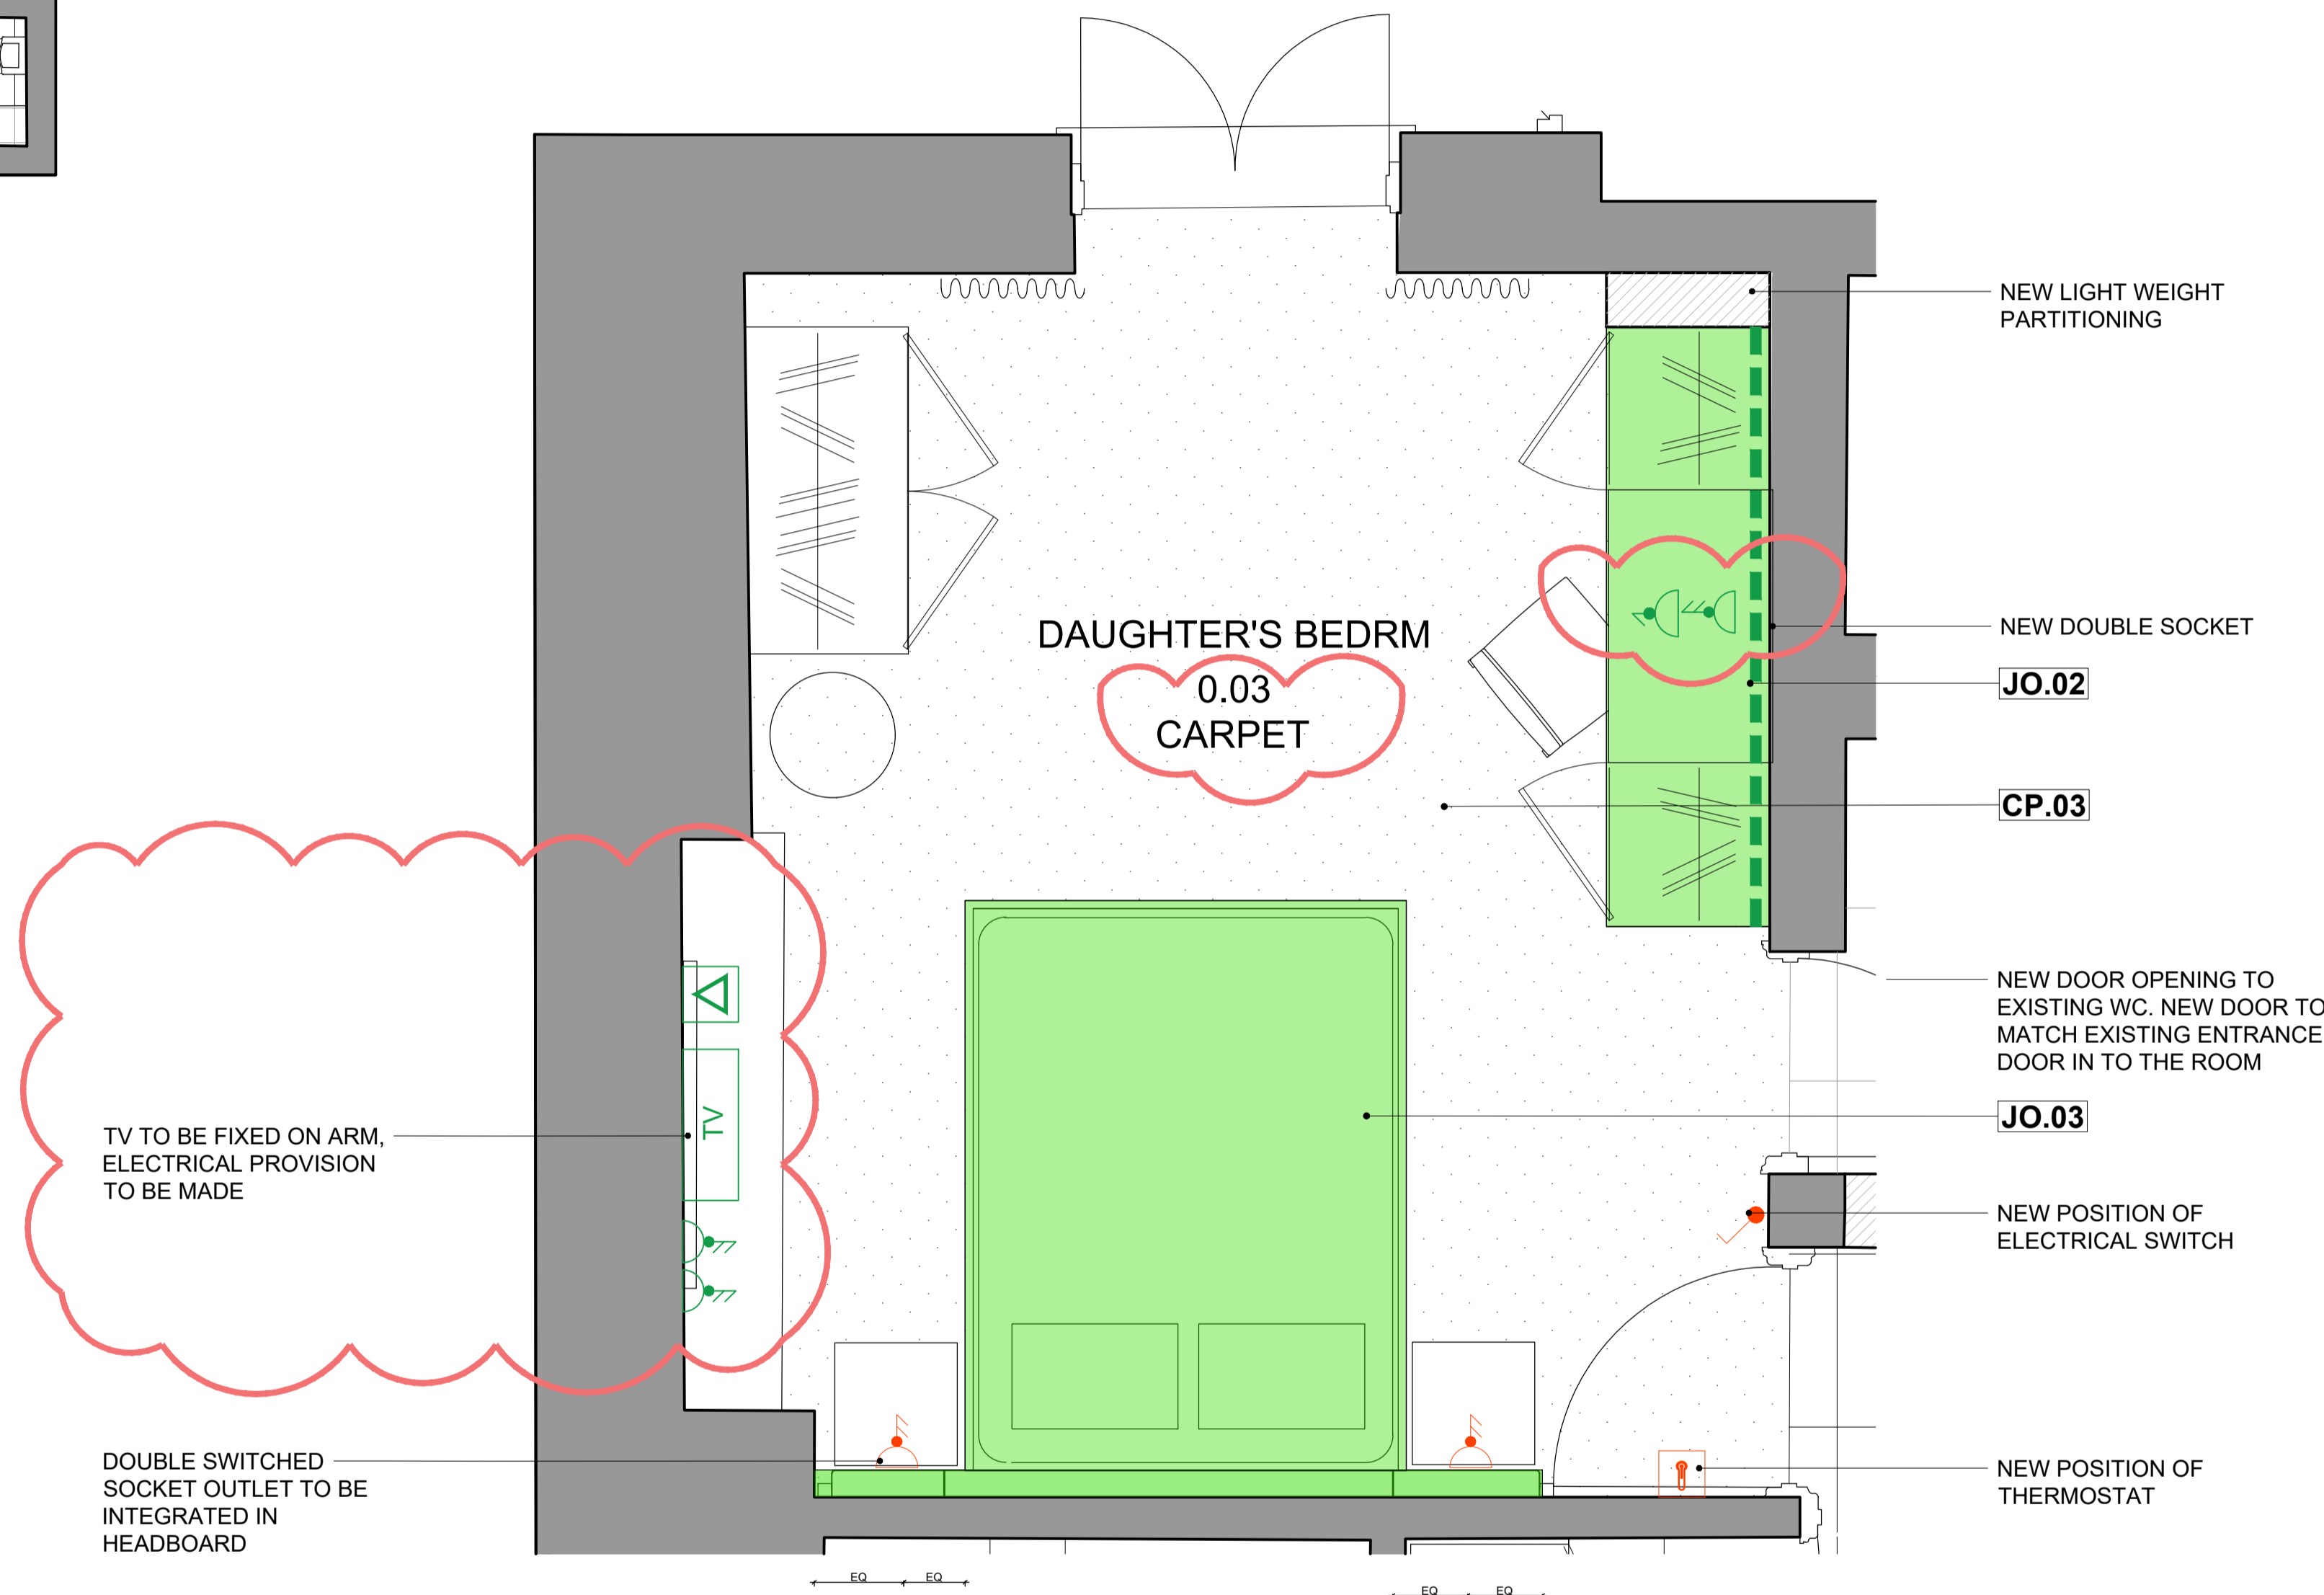 NEW LIGHT WEIGHT
PARTITIONING
DAUGHTER'S BEDRM
0.03
CARPET
NEW DOUBLE SOCKET
JO.02
CP.03
NEW DOOR OPENING TO
EXISTING WC. NEW DOOR TO
MATCH EXISTING ENTRANCE
DOOR IN TO THE ROOM
TV TO BE FIXED ON ARM,
ELECTRICAL PROVISION
TO BE MADE
TV
JO.03
NEW POSITION OF
ELECTRICAL SWITCH
DOUBLE SWITCHED
SOCKET OUTLET TO BE
INTEGRATED IN
HEADBOARD
NEW POSITION OF
THERMOSTAT
EQ EQ
EQ EQ